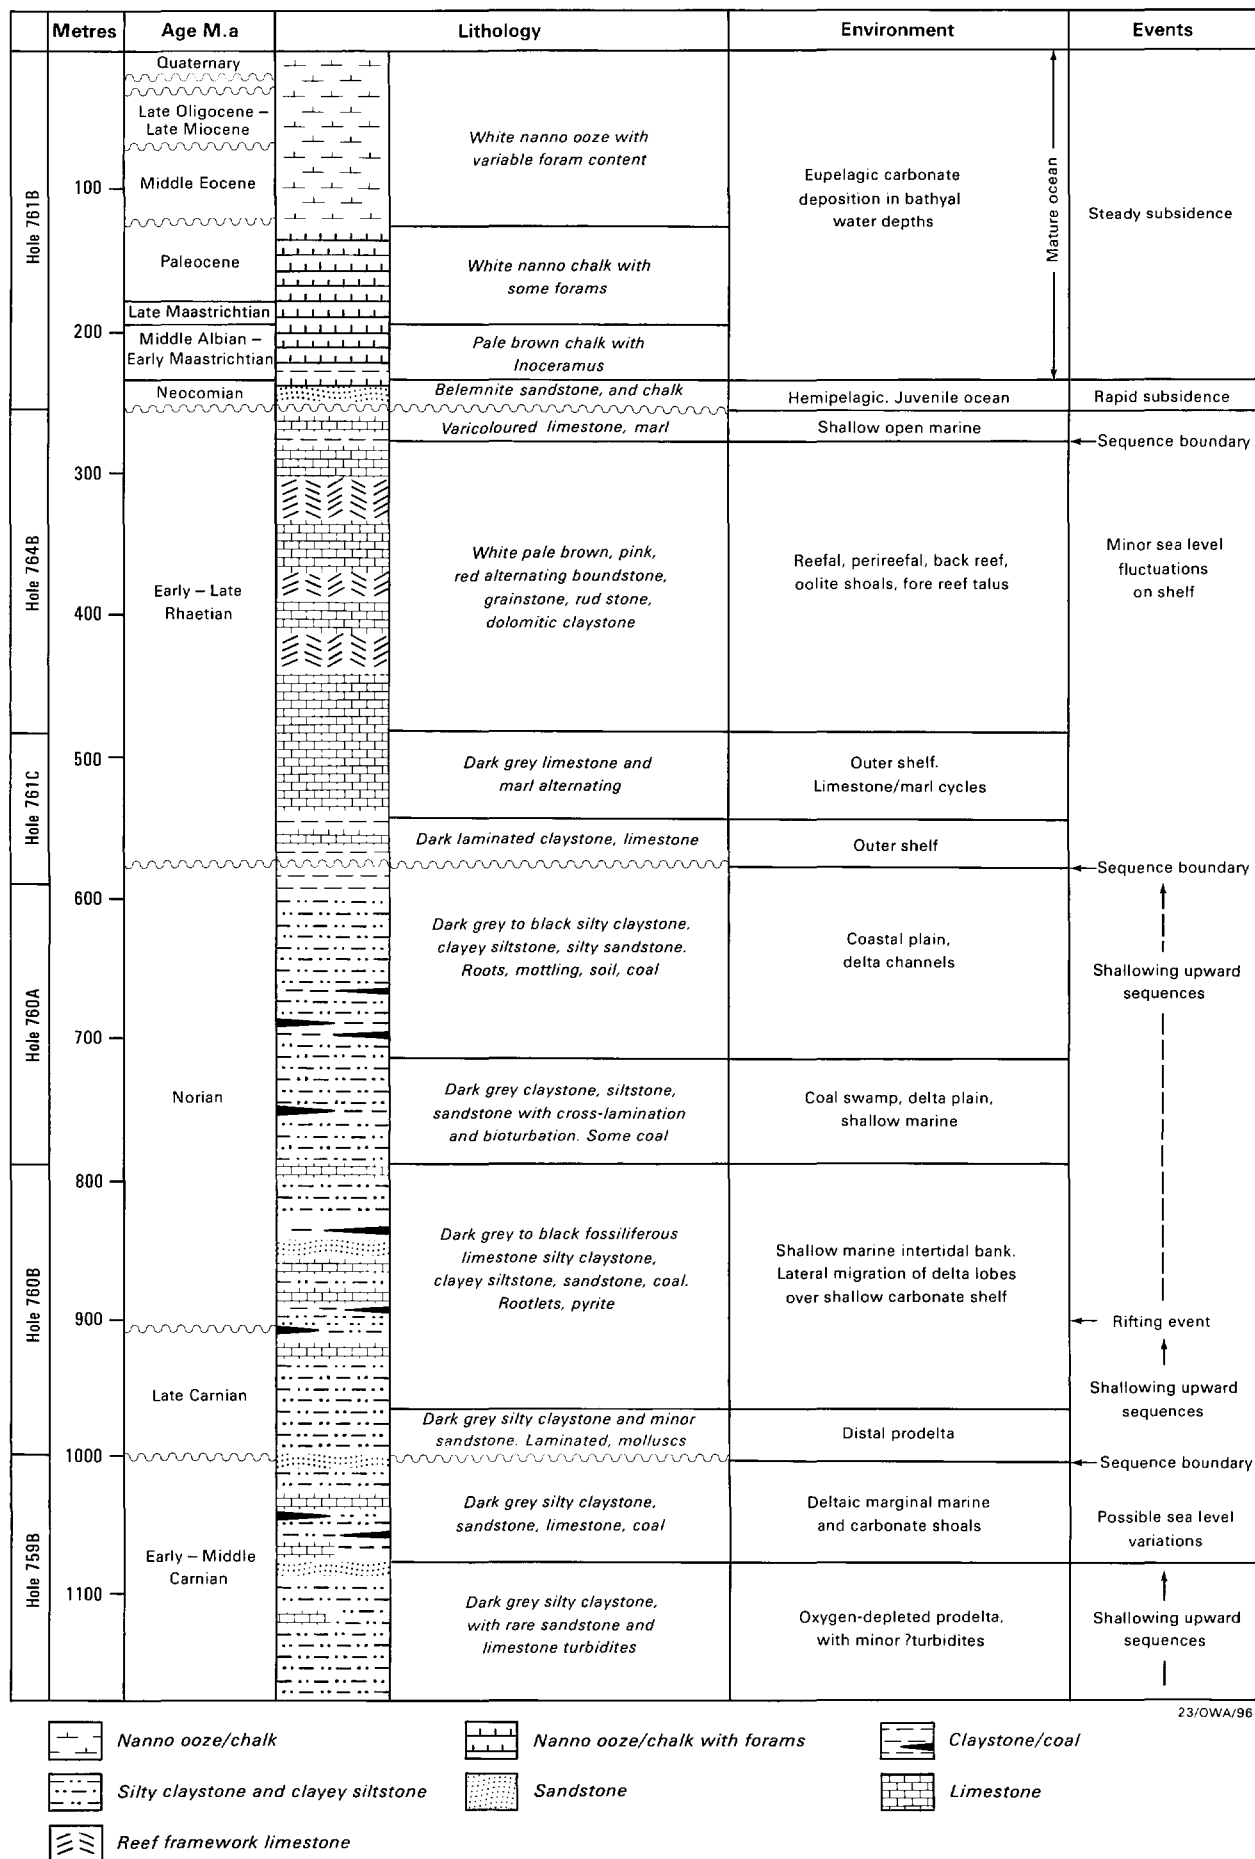 Metres
Age M.a
Lithology
Environment
Events
Hole 761B
Hole 764B
Hole 761C
Hole 760A
Hole 760B
Hole 759B
100
200
300
400
500
600
700
800
900
1000
1100
Quaternary
Late Oligocene –
Late Miocene
Middle Eocene
Paleocene
Late Maastrichtian
Middle Albian –
Early Maastrichtian
Neocomian
Early – Late
Rhaetian
Norian
Late Carnian
Early – Middle
Carnian
White nanno ooze with
variable foram content
White nanno chalk with
some forams
Pale brown chalk with
Inoceramus
Belemnite sandstone, and chalk
Varicoloured limestone, marl
White pale brown, pink,
red alternating boundstone,
grainstone, rud stone,
dolomitic claystone
Dark grey limestone and
marl alternating
Dark laminated claystone, limestone
Dark grey to black silty claystone,
clayey siltstone, silty sandstone.
Roots, mottling, soil, coal
Dark grey claystone, siltstone,
sandstone with cross-lamination
and bioturbation. Some coal
Dark grey to black fossiliferous
limestone silty claystone,
clayey siltstone, sandstone, coal.
Rootlets, pyrite
Dark grey silty claystone and minor
sandstone. Laminated, molluscs
Dark grey silty claystone,
sandstone, limestone, coal
Dark grey silty claystone,
with rare sandstone and
limestone turbidites
Eupelagic carbonate
deposition in bathyal
water depths
Mature ocean
Hemipelagic. Juvenile ocean
Shallow open marine
Reefal, perireefal, back reef,
oolite shoals, fore reef talus
Outer shelf.
Limestone/marl cycles
Outer shelf
Coastal plain,
delta channels
Coal swamp, delta plain,
shallow marine
Shallow marine intertidal bank.
Lateral migration of delta lobes
over shallow carbonate shelf
Distal prodelta
Deltaic marginal marine
and carbonate shoals
Oxygen-depleted prodelta,
with minor ?turbidites
Steady subsidence
Rapid subsidence
Sequence boundary
Minor sea level
fluctuations
on shelf
Sequence boundary
Shallowing upward
sequences
Rifting event
Shallowing upward
sequences
Sequence boundary
Possible sea level
variations
Shallowing upward
sequences
23/OWA/96
Nanno ooze/chalk
Nanno ooze/chalk with forams
Claystone/coal
Silty claystone and clayey siltstone
Sandstone
Limestone
Reef framework limestone